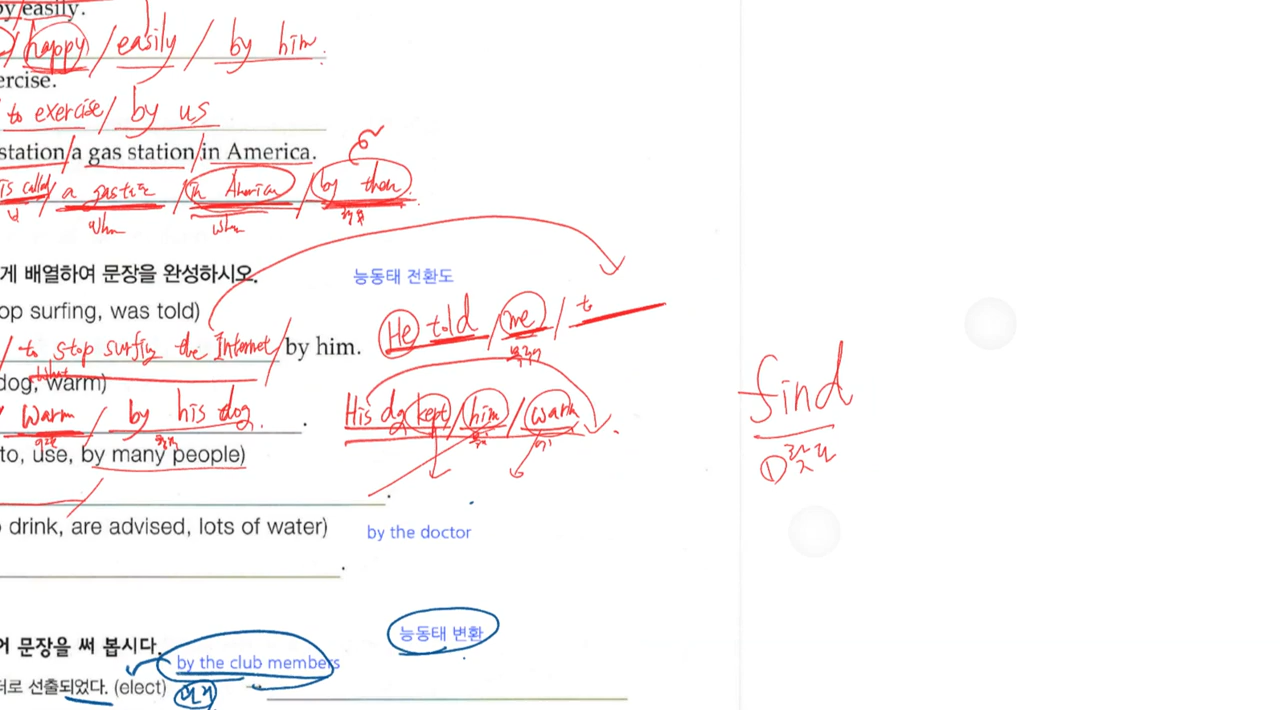 by/easily.
happy / easily / by him.
ercise.
to exercise / by us
station/a gas station/in America.
is called / a / in America / by them.
게 배열하여 문장을 완성하시오.
능동태 전환도
op surfing, was told)
He told / me / to
/ to stop surfing the Internet / by him.
What
dog, warm)
find
warm / by his dog.
His dog kept / him / warm.
to, use, by many people)
①
.
drink, are advised, lots of water)
by the doctor
.
능동태 변환
어 문장을 써 봅시다.
by the club members
더로 선출되었다. (elect)